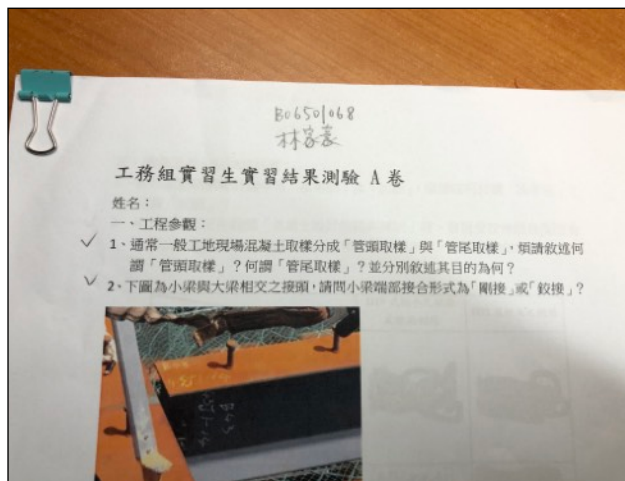 B06501068
林家豪
工務組實習生實習結果測驗 A 卷
姓名：
一、工程參觀：
1、通常一般工地現場混凝土取樣分成「管頭取樣」與「管尾取樣」，煩請敘述何
謂「管頭取樣」？何謂「管尾取樣」？並分別敘述其目的為何？
2、下圖為小梁與大梁相交之接頭，請問小梁端部接合形式為「剛接」或「鉸接」？